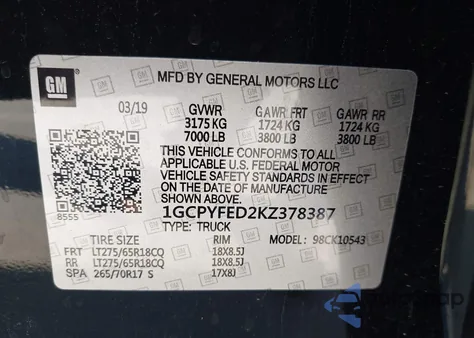 GM
MFD BY GENERAL MOTORS LLC
03/19 GVWR GAWR FRT GAWR RR
3175 KG 1724 KG 1724 KG
7000 LB 3800 LB 3800 LB
THIS VEHICLE CONFORMS TO ALL
APPLICABLE U.S. FEDERAL MOTOR
VEHICLE SAFETY STANDARDS IN EFFECT
ON THE DATE OF MANUFACTURE
SHOWN ABOVE.
1GCPYFED2KZ378387
8555 TYPE: TRUCK MODEL: 98CK10543
TIRE SIZE RIM
FRT LT275/65R18CQ 18X8.5J
RR LT275/65R18CQ 18X8.5J
SPA 265/70R17 S 17X8J